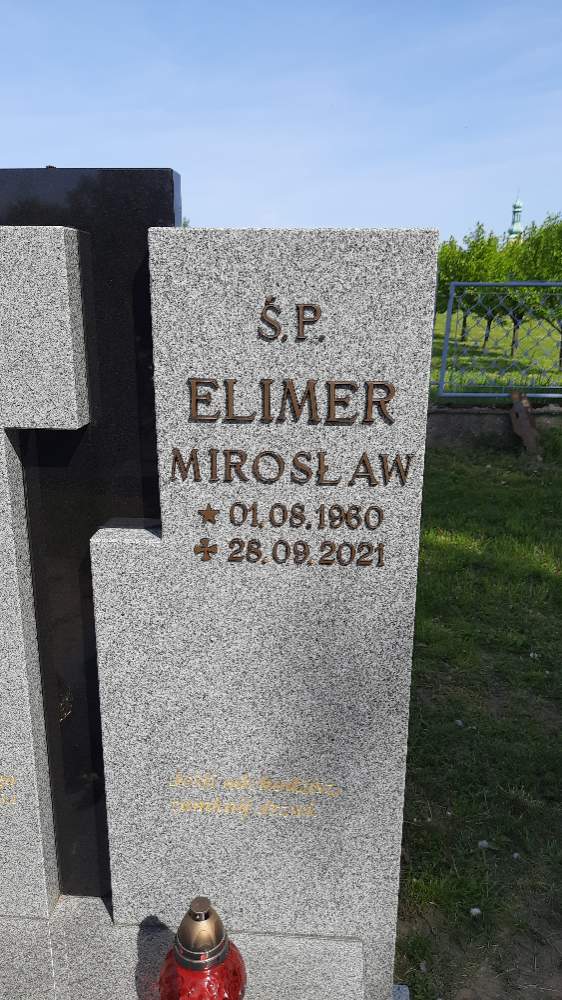 Ś.P.
ELIMER
MIROSŁAW
01.08.1960
28.09.2021